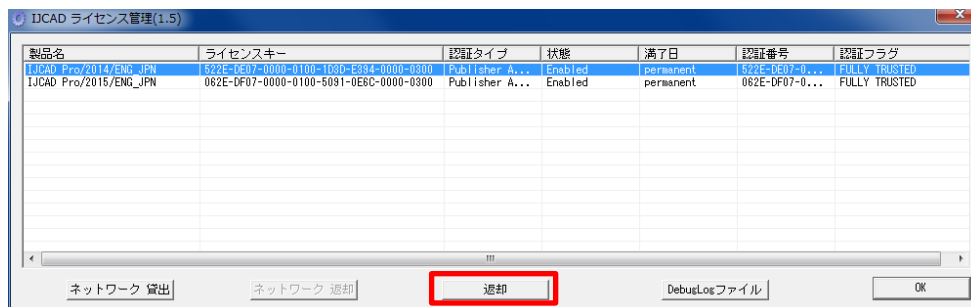 IJCAD ライセンス管理(1.5)
製品名 ライセンスキー 認証タイプ 状態 満了日 認証番号 認証フラグ
IJCAD Pro/2014/ENG_JPN 522E-DE07-0000-0100-1D3D-E394-0000-0300 Publisher A... Enabled permanent 522E-DE07-0... FULLY TRUSTED
IJCAD Pro/2015/ENG_JPN 062E-DF07-0000-0100-5091-0E6C-0000-0300 Publisher A... Enabled permanent 062E-DF07-0... FULLY TRUSTED
ネットワーク 貸出 ネットワーク 返却 返却 DebugLogファイル OK